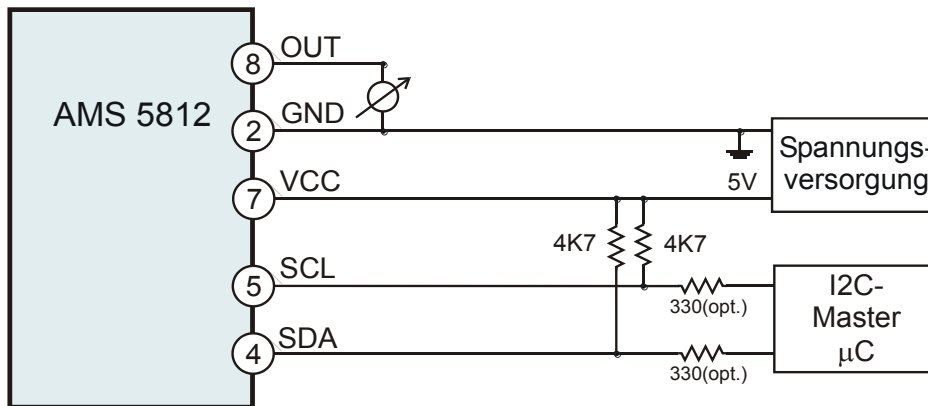 AMS 5812
8
OUT
2
GND
7
VCC
5
SCL
4
SDA
5V
Spannungs-
versorgung
4K7
4K7
330(opt.)
330(opt.)
I2C-
Master
µC